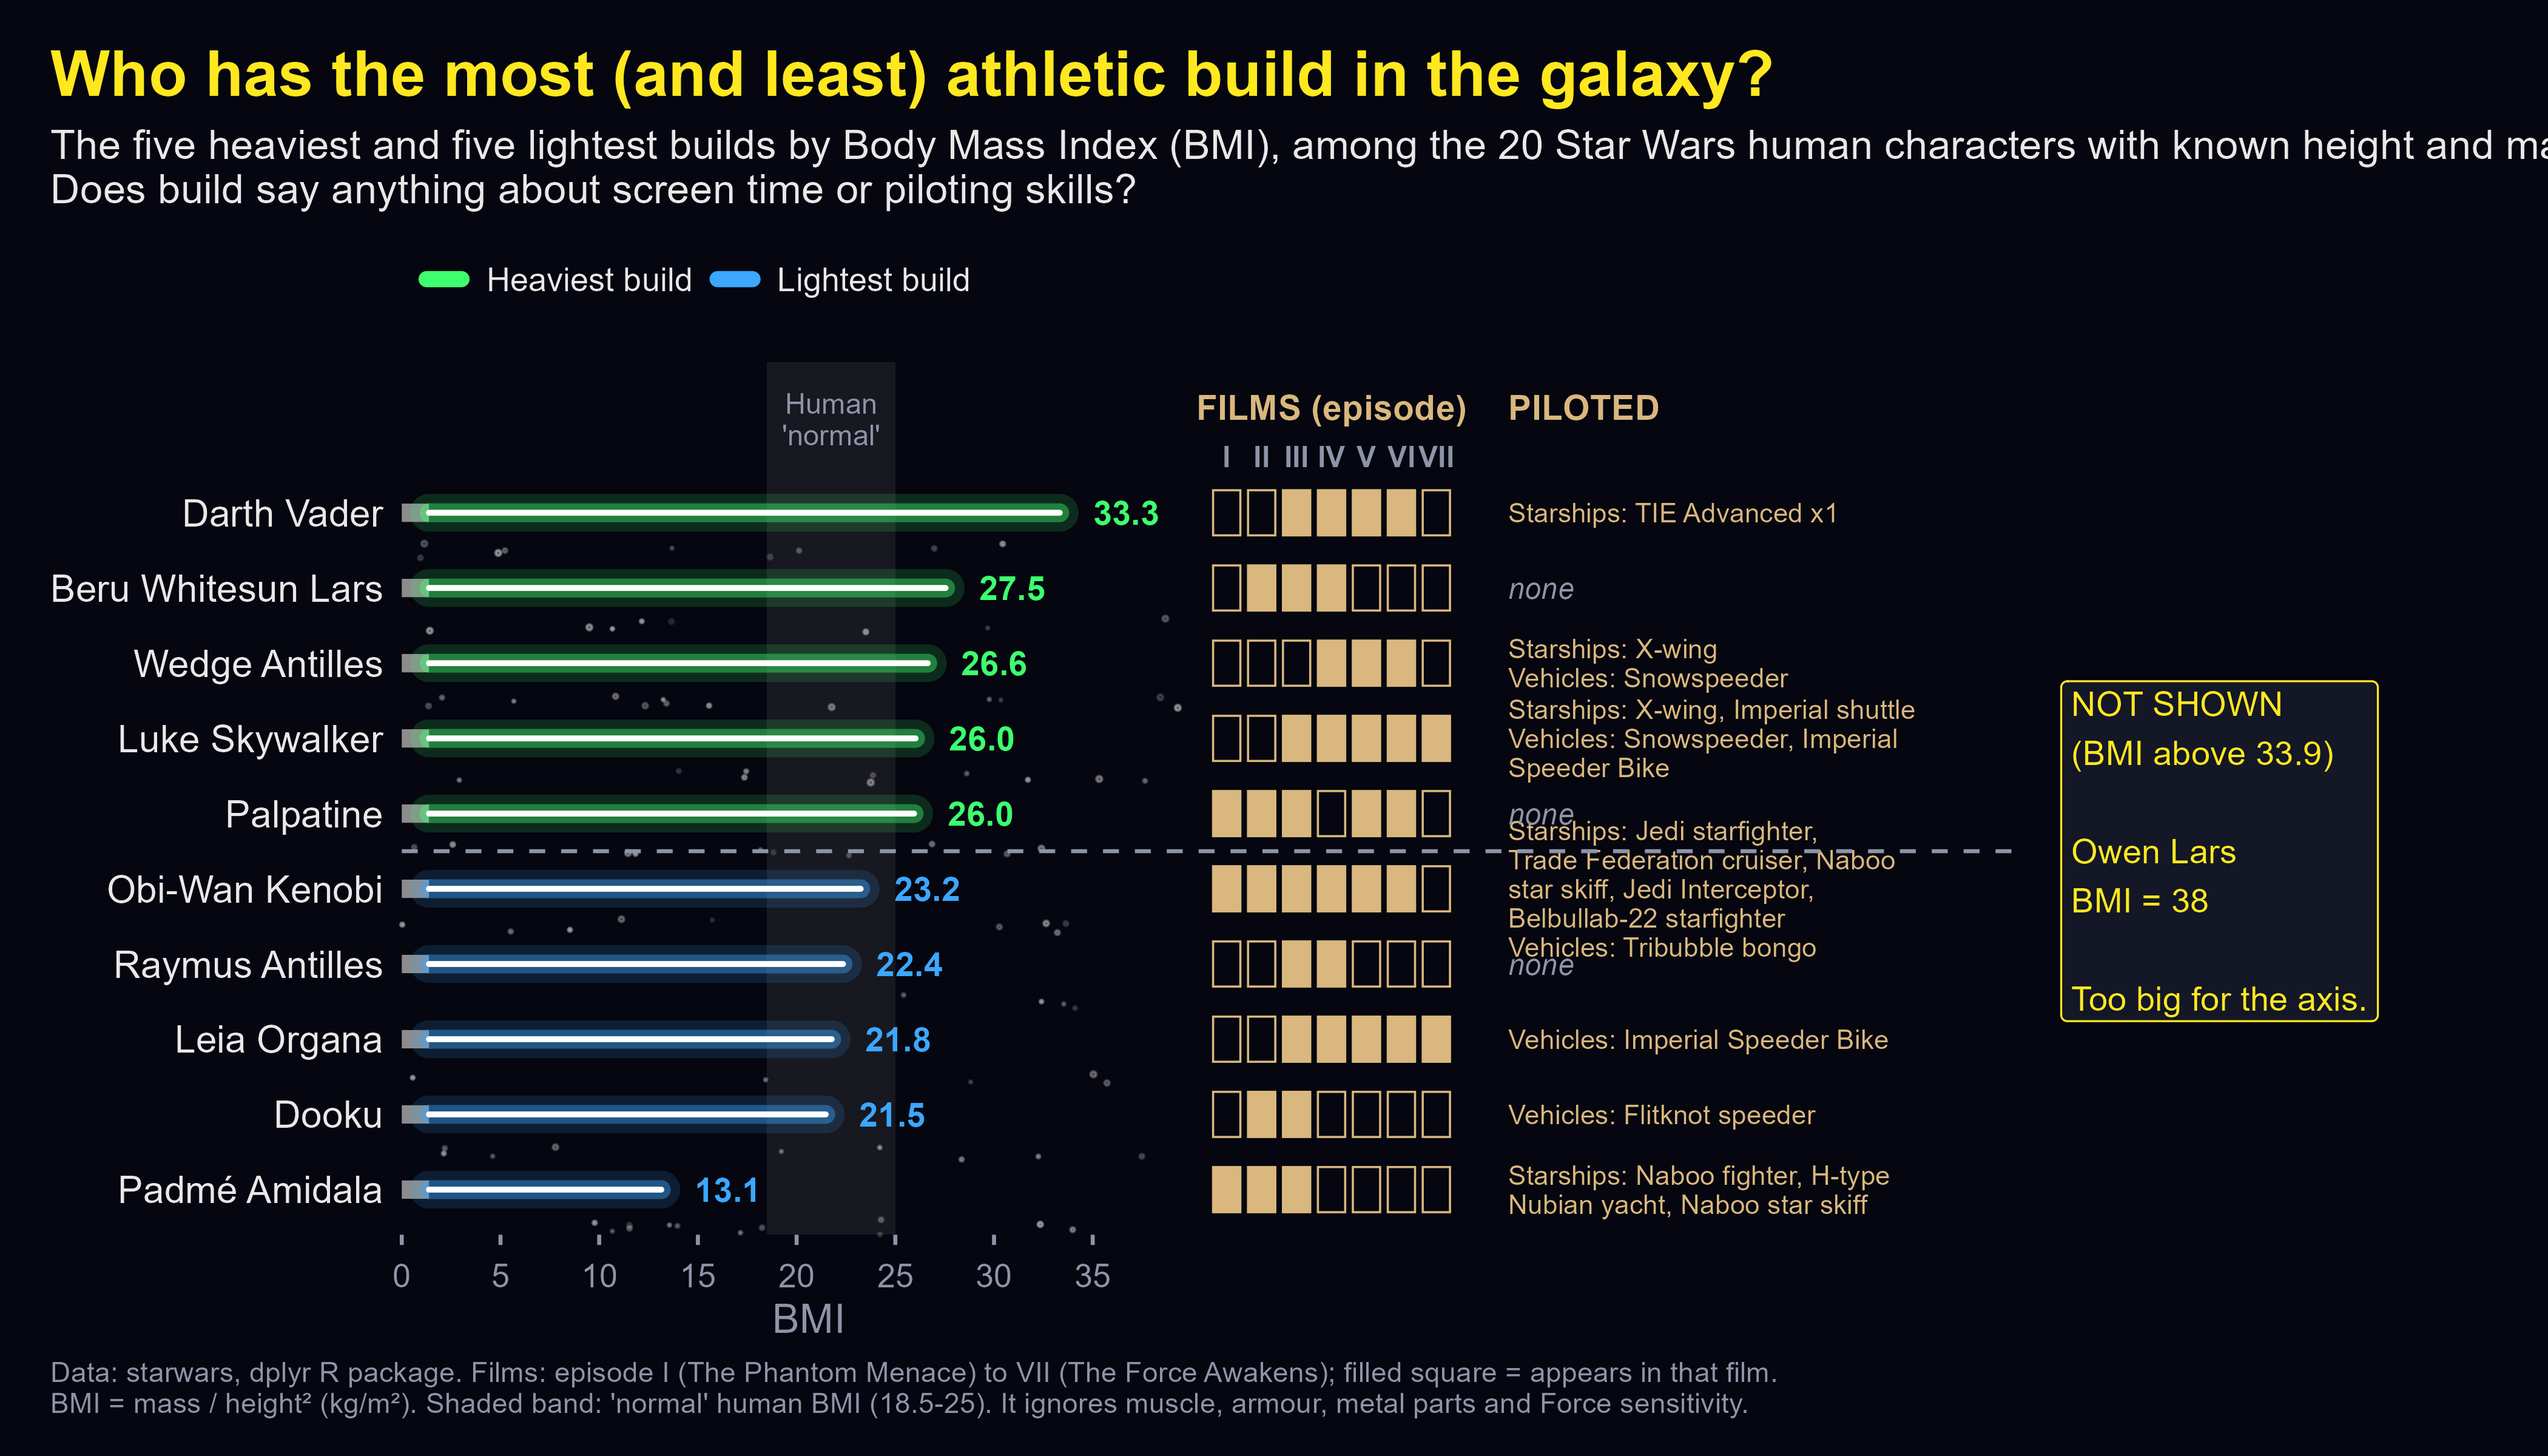 Who has the most (and least) athletic build in the galaxy?
The five heaviest and five lightest builds by Body Mass Index (BMI), among the 20 Star Wars human characters with known height and
Does build say anything about screen time or piloting skills?
Heaviest build
Lightest build
Human
'normal'
FILMS (episode)
PILOTED
I II III IV V VI VII
Darth Vader
33.3
Starships: TIE Advanced x1
Beru Whitesun Lars
27.5
none
Wedge Antilles
26.6
Starships: X-wing
Vehicles: Snowspeeder
Luke Skywalker
26.0
Starships: X-wing, Imperial shuttle
Vehicles: Snowspeeder, Imperial
Speeder Bike
Palpatine
26.0
none
Obi-Wan Kenobi
23.2
Starships: Jedi starfighter,
Trade Federation cruiser, Naboo
star skiff, Jedi Interceptor,
Belbullab-22 starfighter
Vehicles: Tribubble bongo
Raymus Antilles
22.4
none
Leia Organa
21.8
Vehicles: Imperial Speeder Bike
Dooku
21.5
Vehicles: Flitknot speeder
Padmé Amidala
13.1
Starships: Naboo fighter, H-type
Nubian yacht, Naboo star skiff
NOT SHOWN
(BMI above 33.9)
Owen Lars
BMI = 38
Too big for the axis.
0 5 10 15 20 25 30 35
BMI
Data: starwars, dplyr R package. Films: episode I (The Phantom Menace) to VII (The Force Awakens); filled square = appears in that film.
BMI = mass / height² (kg/m²). Shaded band: 'normal' human BMI (18.5-25). It ignores muscle, armour, metal parts and Force sensitivity.